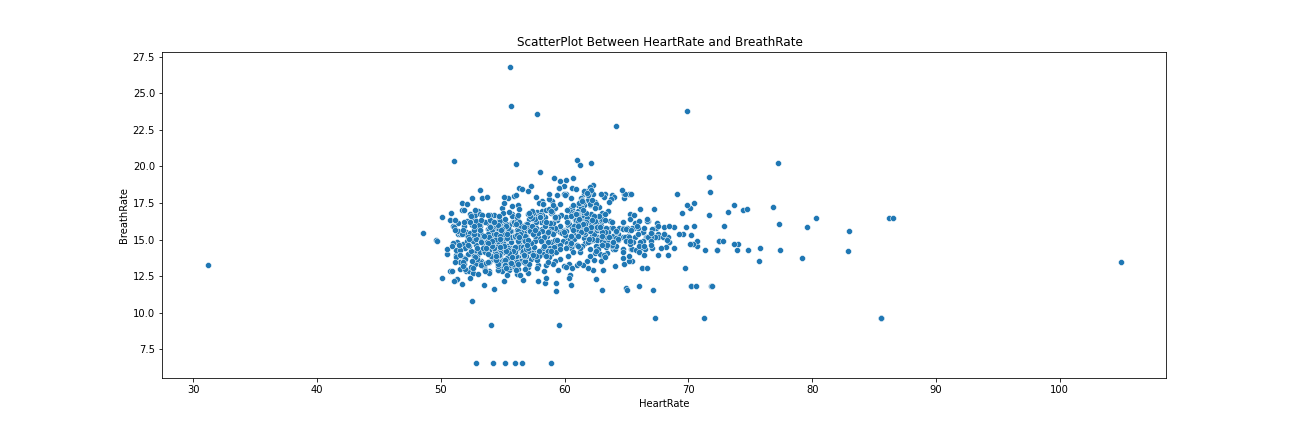 ScatterPlot Between HeartRate and BreathRate
27.5
25.0
22.5
20.0
17.5
15.0
12.5
10.0
7.5
BreathRate
30 40 50 60 70 80 90 100
HeartRate